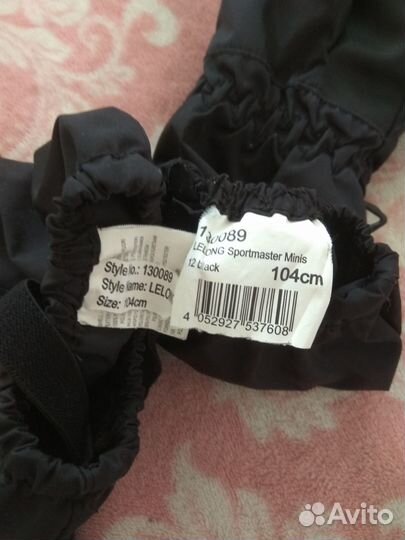 Style No.: 130089
Style Name: LELO
Size: 104cm
130089
LELONG Sportmaster Minis
12 black
104cm
4 052927 537608
Avito